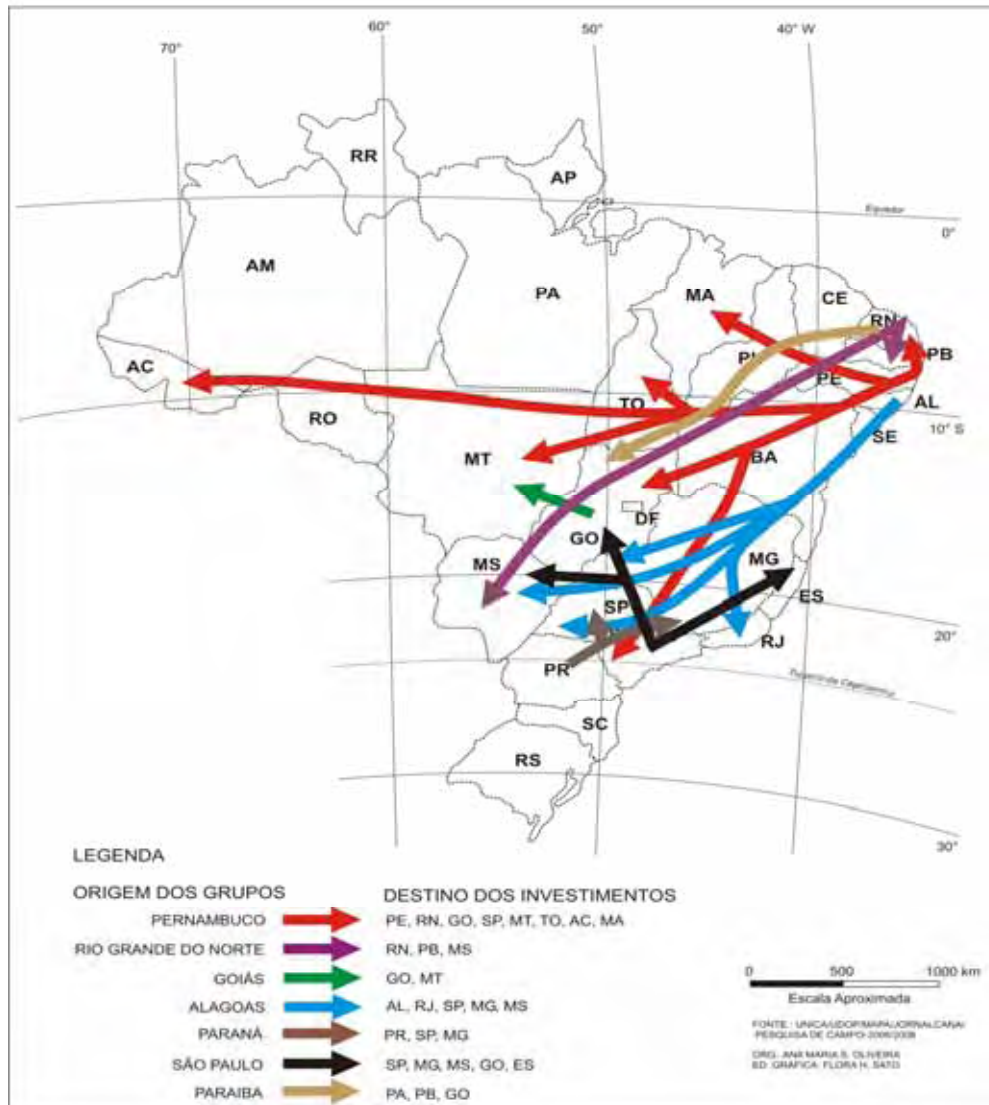 70°
60°
50°
40° W
RR
AP
Equador
0°
AM
PA
MA
CE
RN
PB
AC
PI
PE
TO
AL
10° S
RO
SE
MT
BA
DF
GO
MS
MG
SP
ES
RJ
20°
PR
SC
RS
30°
LEGENDA
ORIGEM DOS GRUPOS
DESTINO DOS INVESTIMENTOS
PERNAMBUCO
PE, RN, GO, SP, MT, TO, AC, MA
RIO GRANDE DO NORTE
RN, PB, MS
GOIÁS
GO, MT
ALAGOAS
AL, RJ, SP, MG, MS
PARANÁ
PR, SP, MG
SÃO PAULO
SP, MG, MS, GO, ES
PARAIBA
PA, PB, GO
0
500
1000 km
Escala Aproximada
FONTE : UNICA/UDOP/MAPA/JORNALCANA/
PESQUISA DE CAMPO
ORG. ANA MARIA S. OLIVEIRA
ED. GRAFICA: FLORA H. SATO